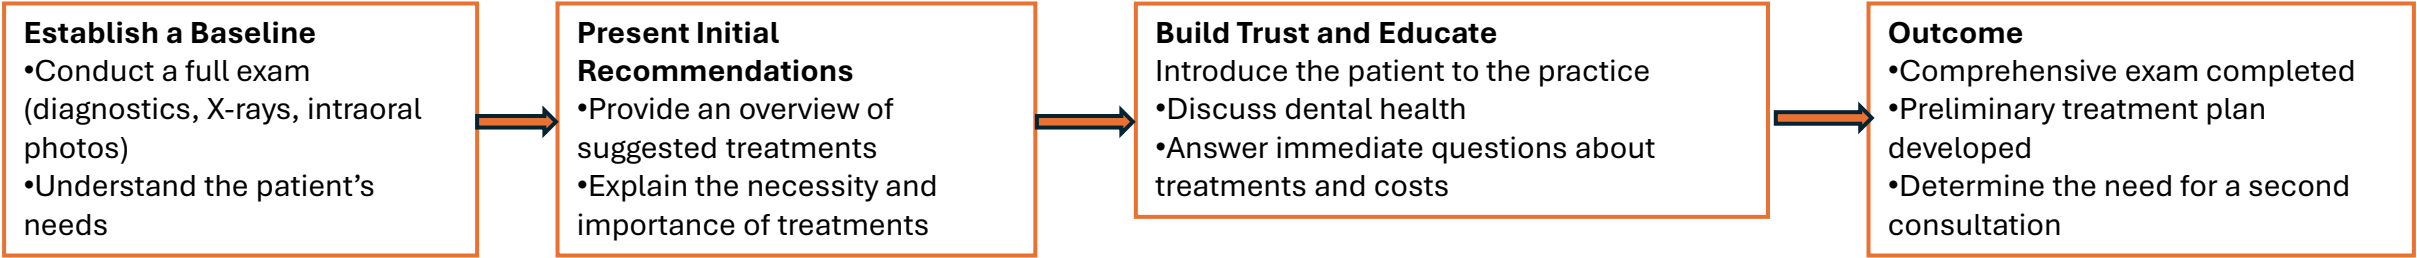 Establish a Baseline
•Conduct a full exam
(diagnostics, X-rays, intraoral
photos)
•Understand the patient’s
needs
Present Initial
Recommendations
•Provide an overview of
suggested treatments
•Explain the necessity and
importance of treatments
Build Trust and Educate
Introduce the patient to the practice
•Discuss dental health
•Answer immediate questions about
treatments and costs
Outcome
•Comprehensive exam completed
•Preliminary treatment plan
developed
•Determine the need for a second
consultation